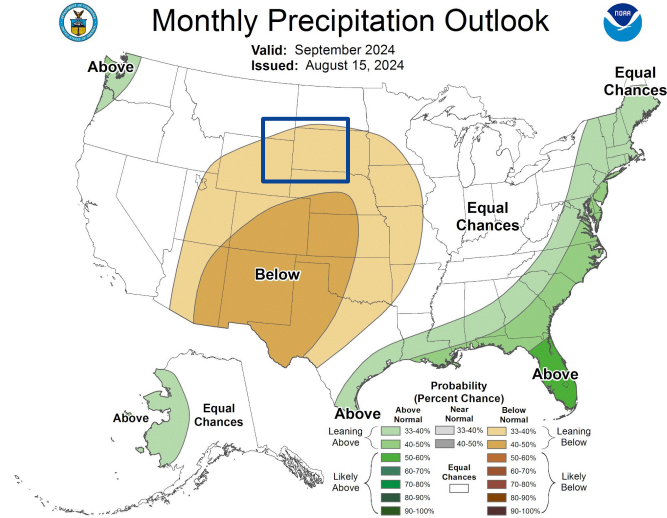 Monthly Precipitation Outlook
NOAA
Valid: September 2024
Issued: August 15, 2024
Above
Equal
Chances
Equal
Chances
Below
Above
Above
Equal
Chances
Above
Probability
(Percent Chance)
Above
Normal
Near
Normal
Below
Normal
Leaning
Above
33-40%
33-40%
33-40%
Leaning
Below
40-50%
40-50%
40-50%
Likely
Above
50-60%
60-70%
70-80%
80-90%
90-100%
Equal
Chances
50-60%
60-70%
70-80%
80-90%
90-100%
Likely
Below